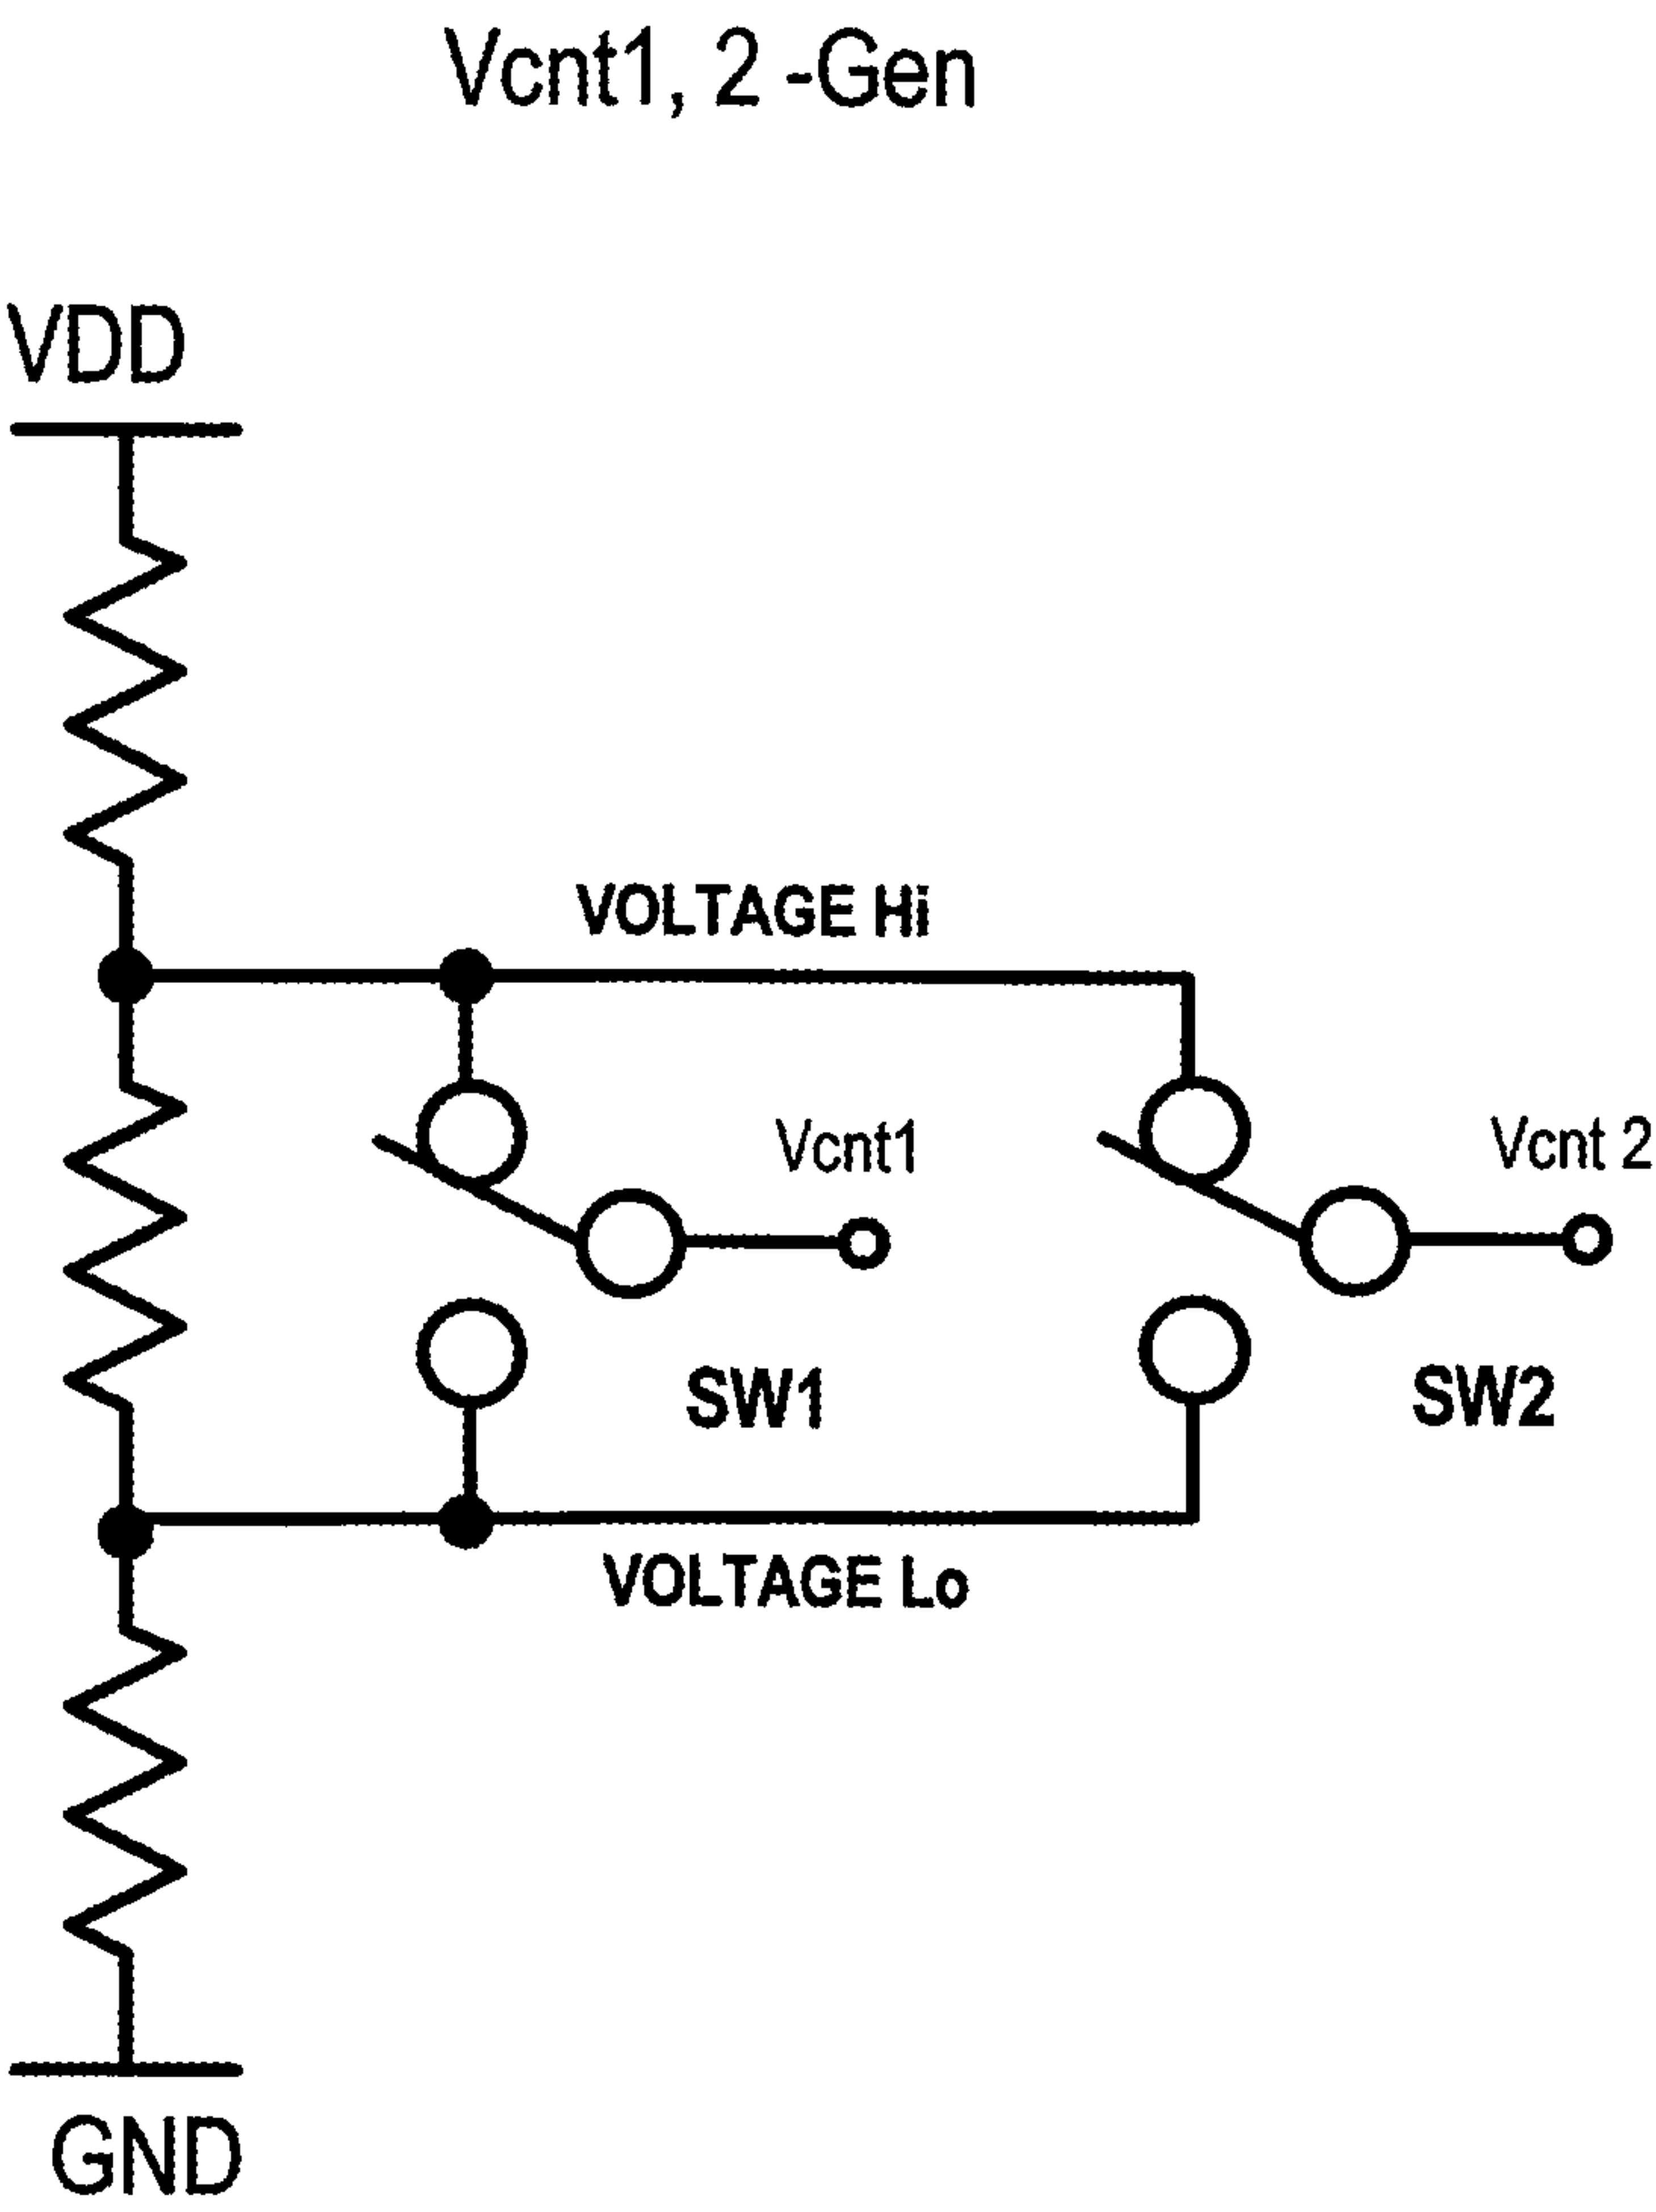 Vcnt1, 2 -Gen
VDD
VOLTAGE Hi
Vcnt1
Vcnt 2
SW1
SW2
VOLTAGE Lo
GND